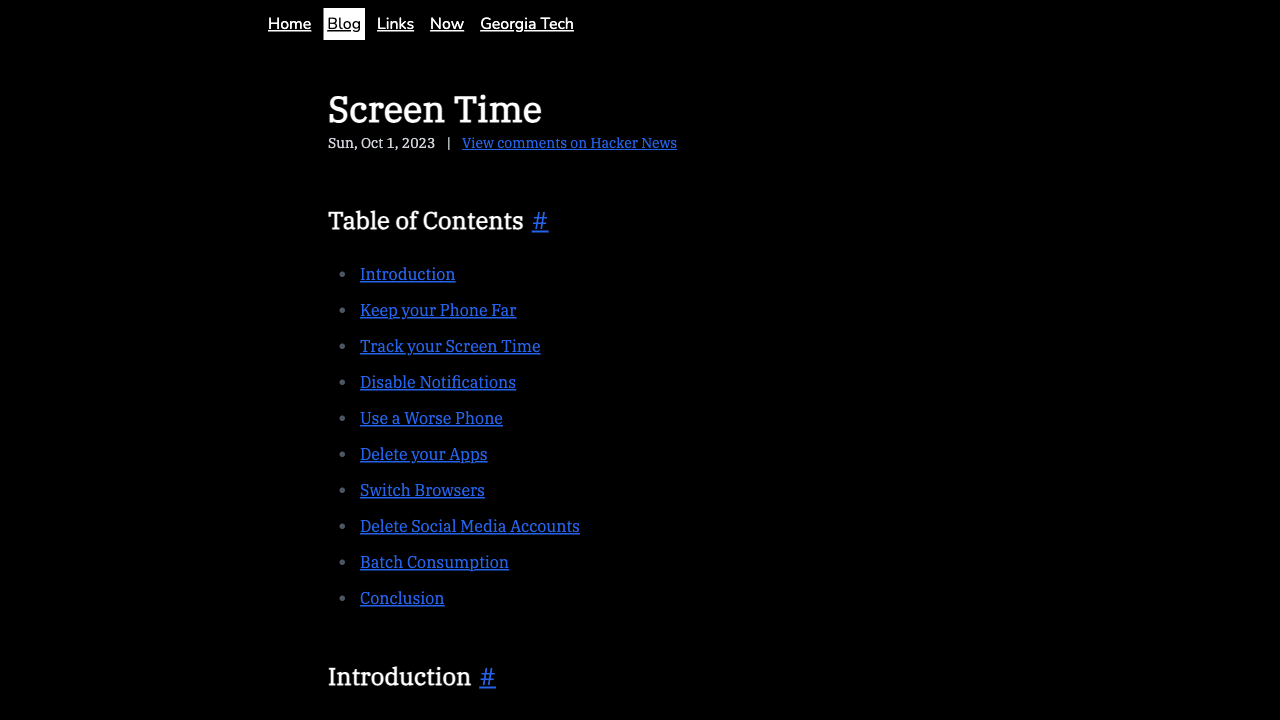 Home Blog Links Now Georgia Tech
Screen Time
Sun, Oct 1, 2023 | View comments on Hacker News
Table of Contents #
Introduction
Keep your Phone Far
Track your Screen Time
Disable Notifications
Use a Worse Phone
Delete your Apps
Switch Browsers
Delete Social Media Accounts
Batch Consumption
Conclusion
Introduction #